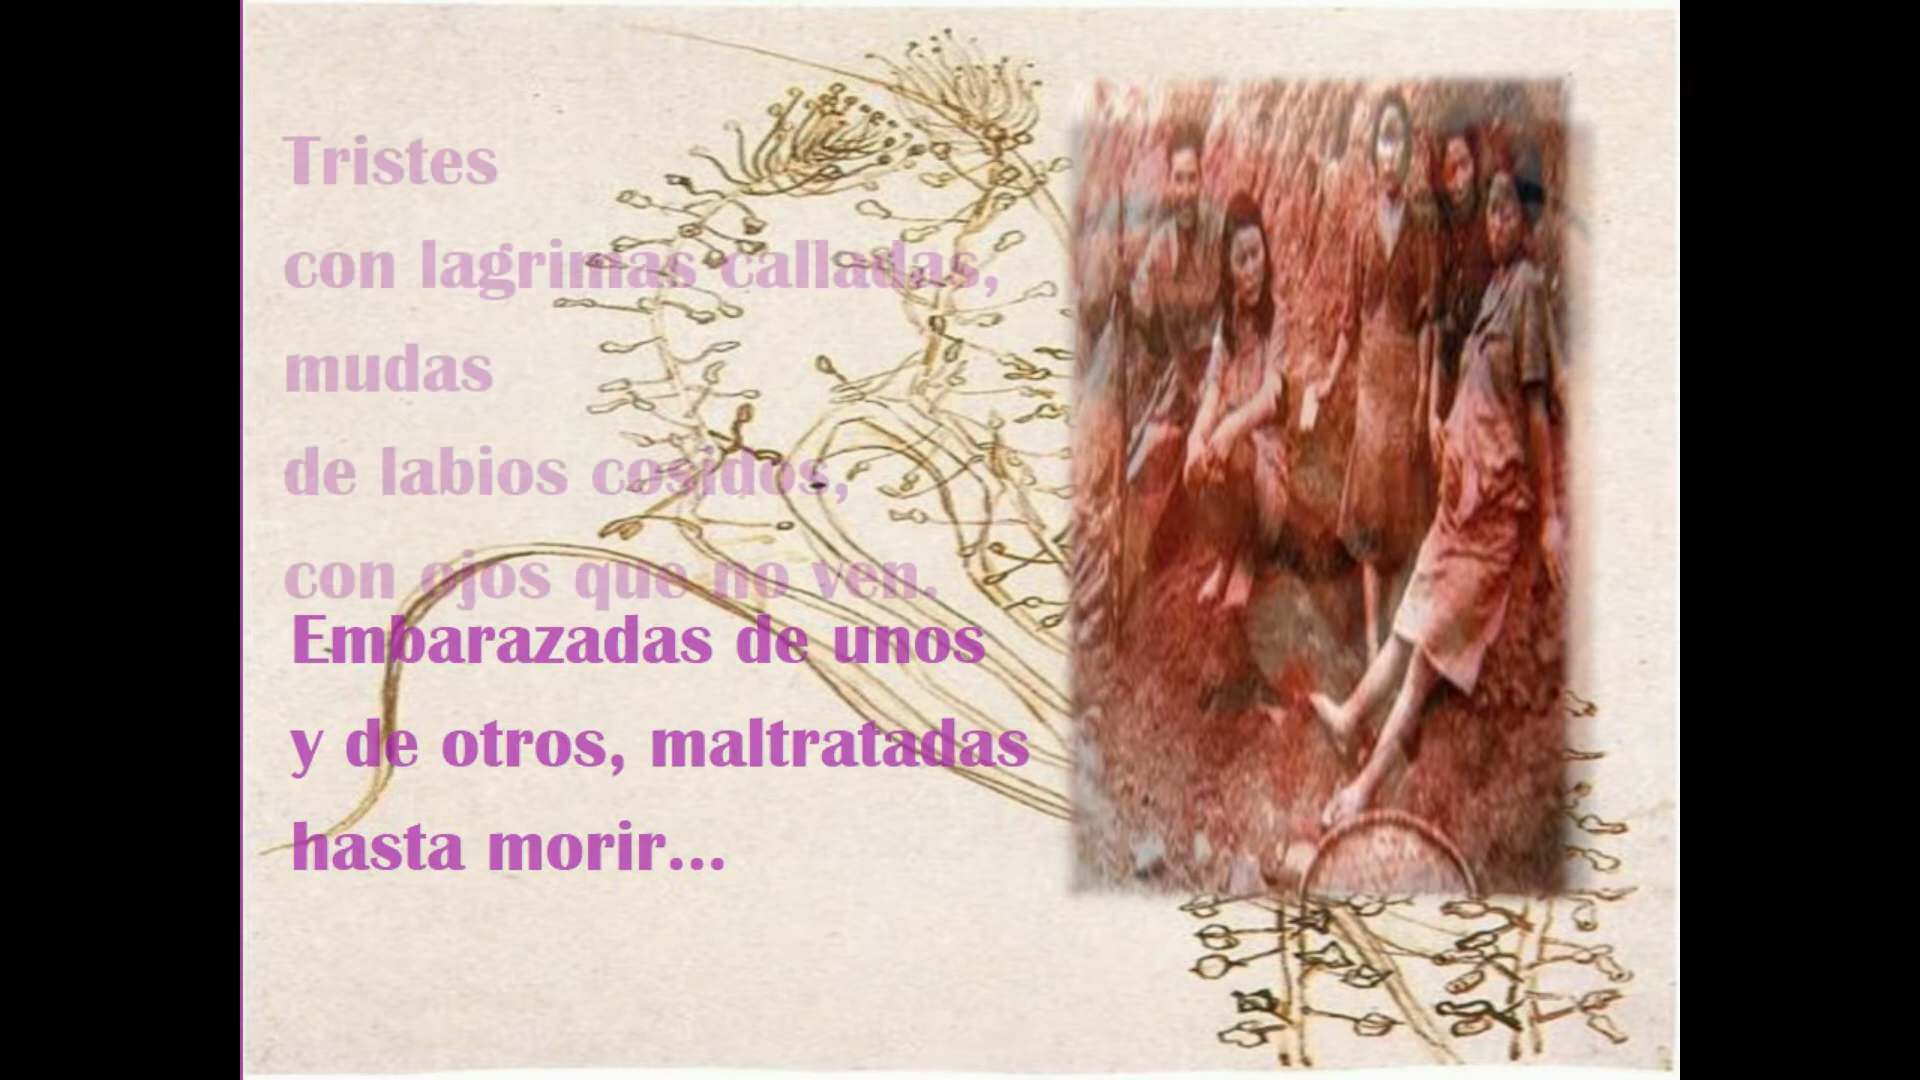 Tristes
con lagrimas calladas,
mudas
de labios cosidos,
con ojos que no ven.
Embarazadas de unos
y de otros, maltratadas
hasta morir...